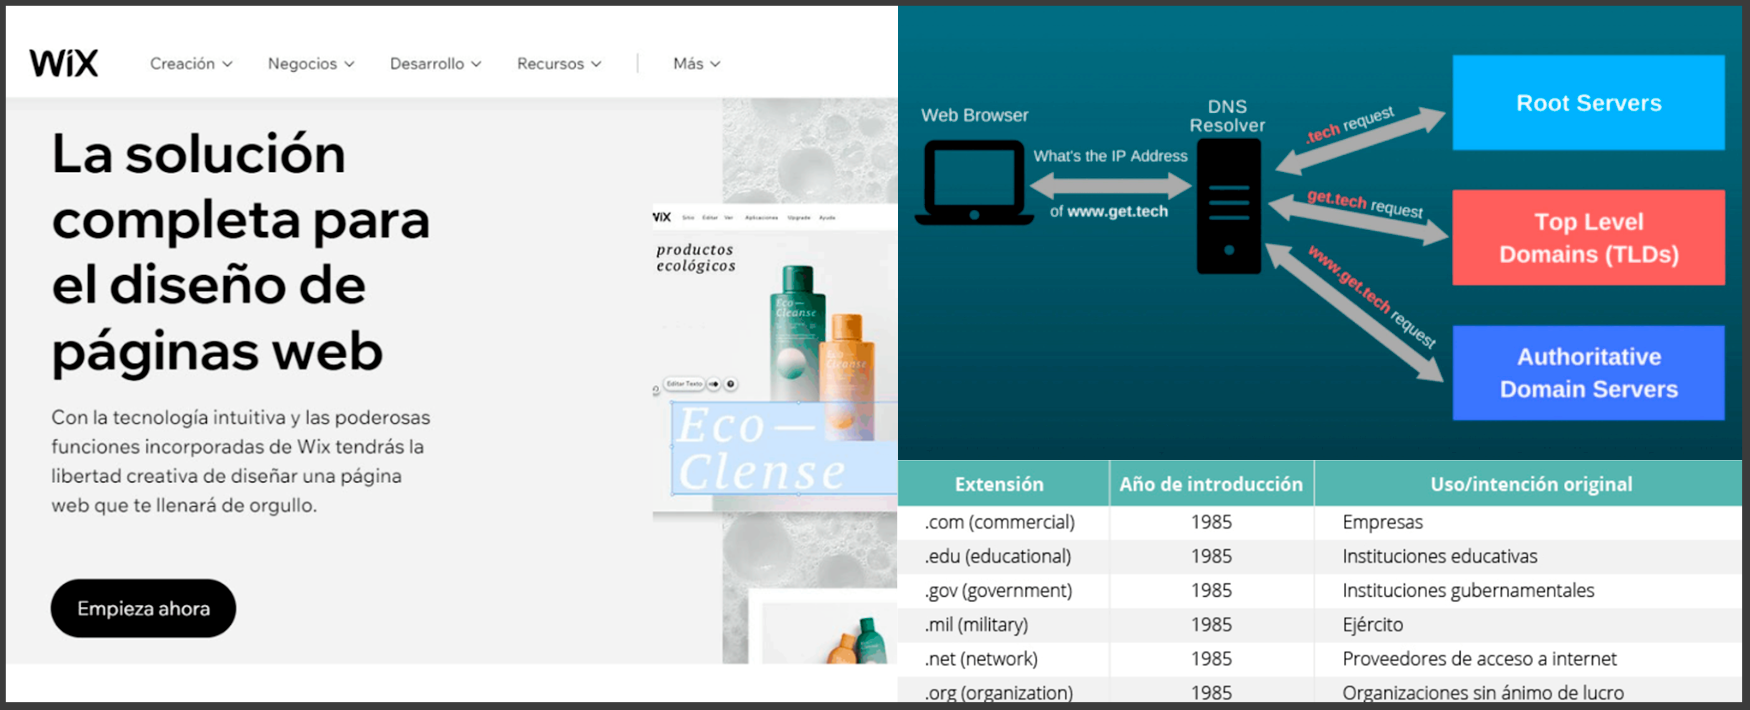 WiX
Creación
Negocios
Desarrollo
Recursos
Más
La solución
completa para
el diseño de
páginas web
Con la tecnología intuitiva y las poderosas
funciones incorporadas de Wix tendrás la
libertad creativa de diseñar una página
web que te llenará de orgullo.
Empieza ahora
WiX Sitio Editar Ver Aplicaciones Upgrade Ayuda
productos
ecológicos
Eco—
Cleanse
Eco—
Cleanse
Editar Texto
Eco—
Clense
Web Browser
What's the IP Address
of www.get.tech
DNS
Resolver
.tech request
get.tech request
www.get.tech request
Root Servers
Top Level
Domains (TLDs)
Authoritative
Domain Servers
Extensión Año de introducción Uso/intención original
.com (commercial) 1985 Empresas
.edu (educational) 1985 Instituciones educativas
.gov (government) 1985 Instituciones gubernamentales
.mil (military) 1985 Ejército
.net (network) 1985 Proveedores de acceso a internet
.org (organization) 1985 Organizaciones sin ánimo de lucro